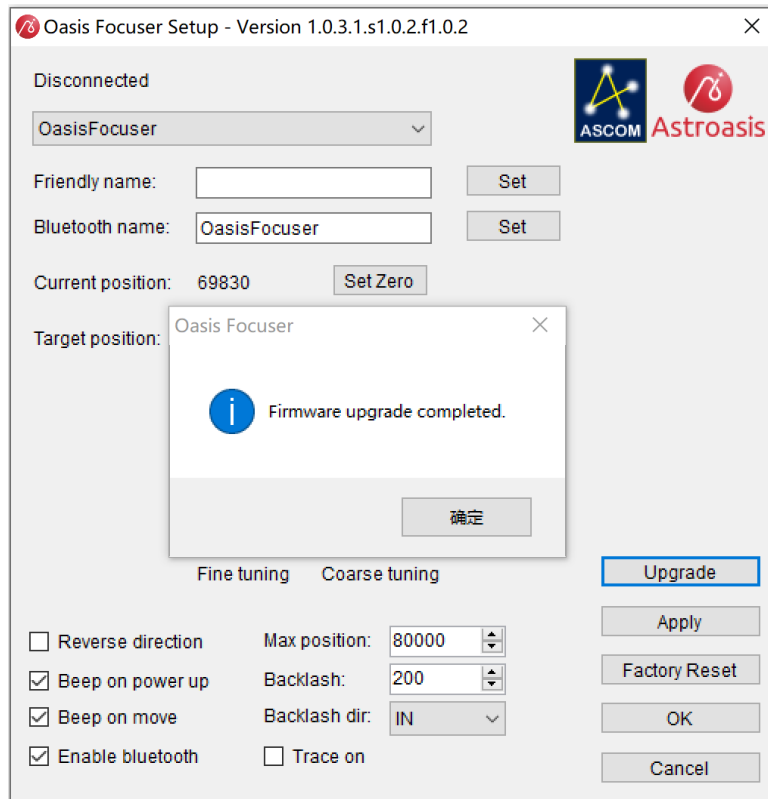 Oasis Focuser Setup - Version 1.0.3.1.s1.0.2.f1.0.2
Disconnected
OasisFocuser
ASCOM
Astroasis
Friendly name:
Set
Bluetooth name:
OasisFocuser
Set
Current position:
69830
Set Zero
Target position:
Oasis Focuser
Firmware upgrade completed.
确定
Fine tuning
Coarse tuning
Upgrade
Reverse direction
Max position:
80000
Apply
Beep on power up
Backlash:
200
Factory Reset
Beep on move
Backlash dir:
IN
OK
Enable bluetooth
Trace on
Cancel